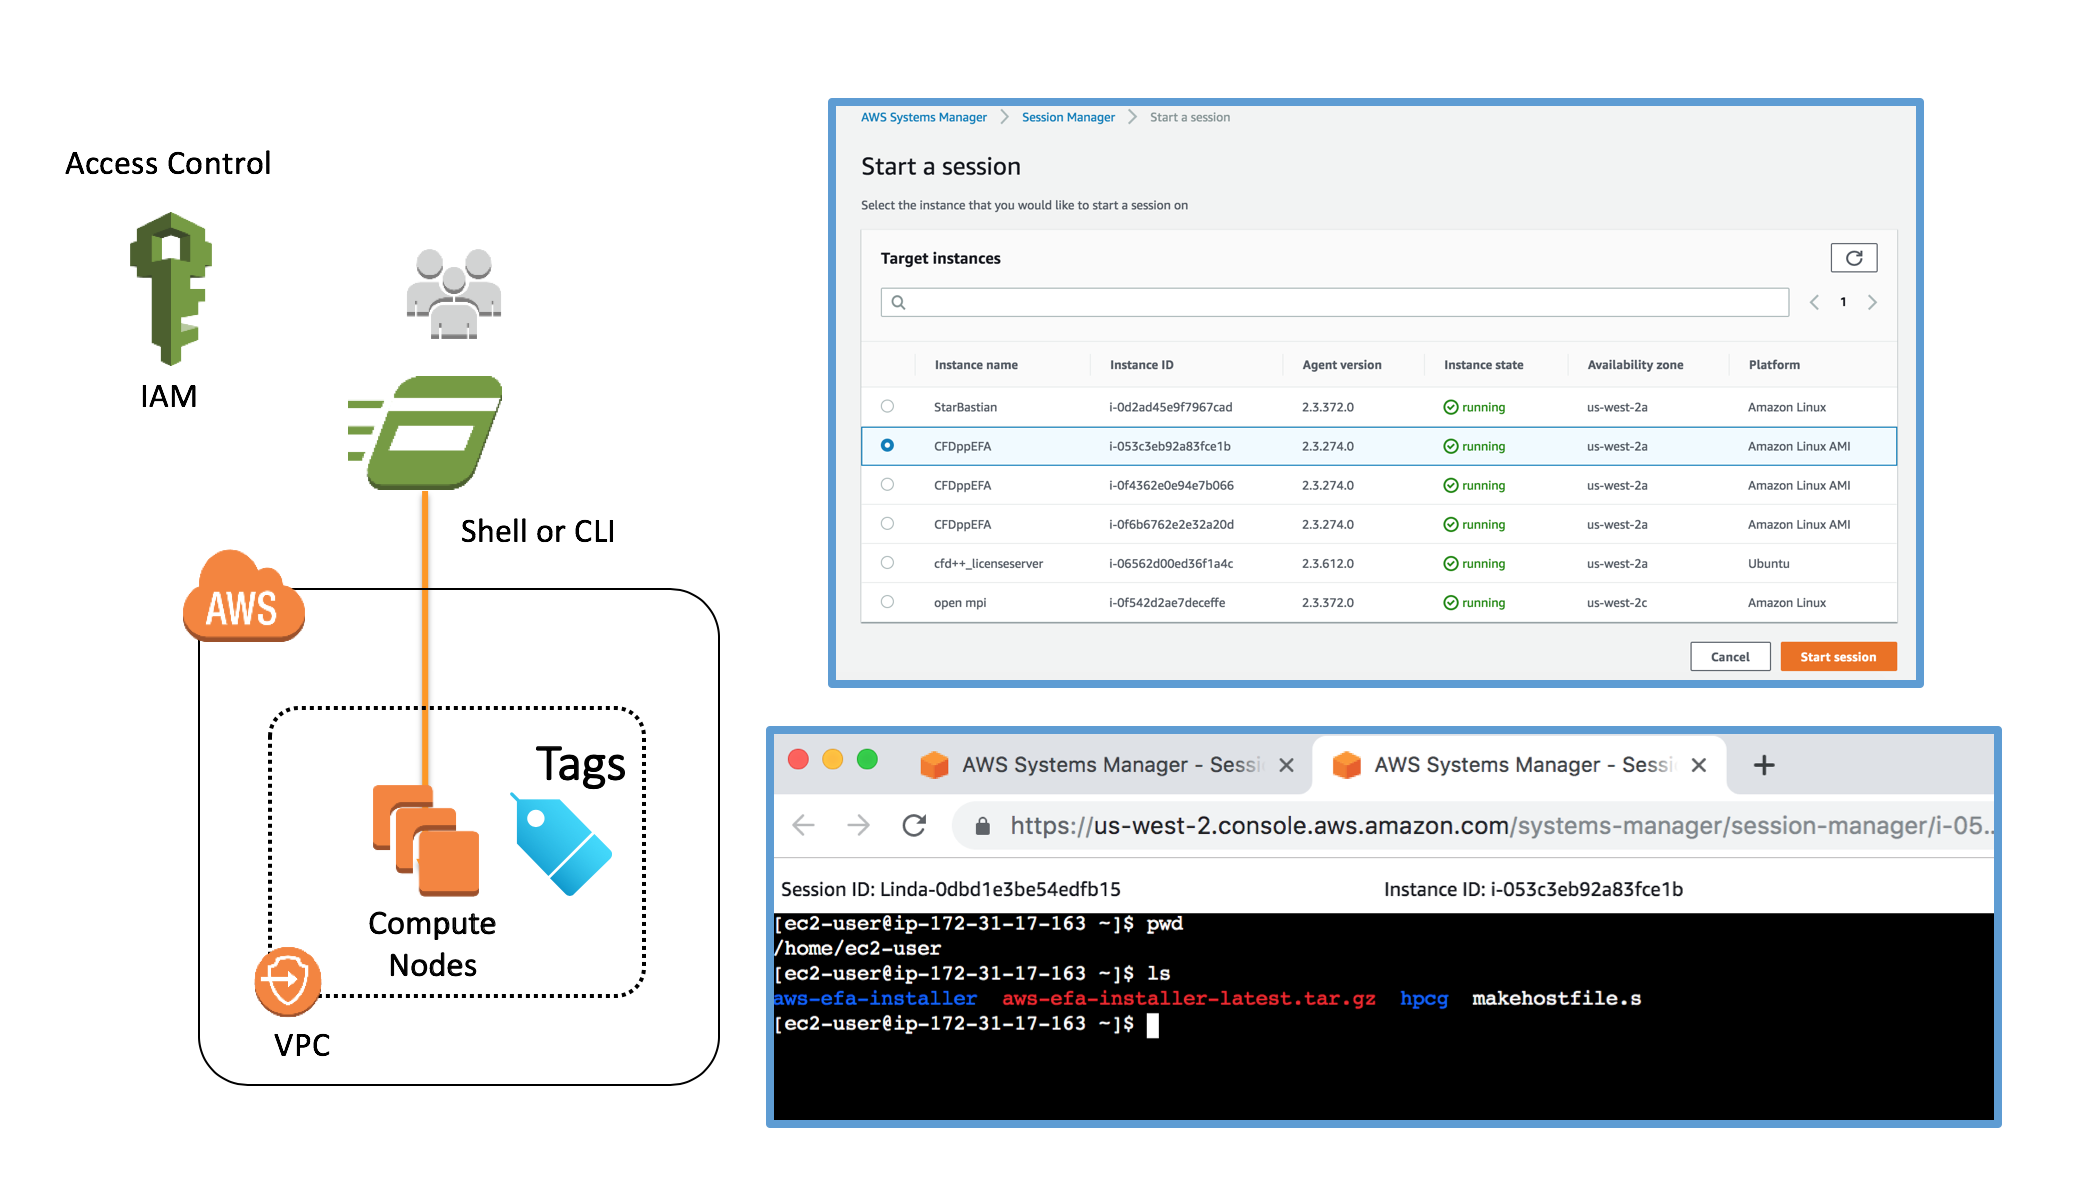 Access Control
IAM
Shell or CLI
AWS
Tags
Compute
Nodes
VPC
AWS Systems Manager Session Manager Start a session
Start a session
Select the instance that you would like to start a session on
Target instances
1
Instance name Instance ID Agent version Instance state Availability zone Platform
StarBastian i-0d2ad45e9f7967cad 2.3.372.0 running us-west-2a Amazon Linux
CFDppEFA i-053c3eb92a83fce1b 2.3.274.0 running us-west-2a Amazon Linux AMI
CFDppEFA i-0f4362e0e94e7b066 2.3.274.0 running us-west-2a Amazon Linux AMI
CFDppEFA i-0f6b6762e2e32a20d 2.3.274.0 running us-west-2a Amazon Linux AMI
cfd++_licenseserver i-06562d00ed36f1a4c 2.3.612.0 running us-west-2a Ubuntu
open mpi i-0f542d2ae7deceffe 2.3.372.0 running us-west-2c Amazon Linux
Cancel Start session
AWS Systems Manager - Sessi AWS Systems Manager - Sessi
https://us-west-2.console.aws.amazon.com/systems-manager/session-manager/i-05...
Session ID: Linda-0dbd1e3be54edfb15 Instance ID: i-053c3eb92a83fce1b
[ec2-user@ip-172-31-17-163 ~]$ pwd
/home/ec2-user
[ec2-user@ip-172-31-17-163 ~]$ ls
aws-efa-installer aws-efa-installer-latest.tar.gz hpcg makehostfile.s
[ec2-user@ip-172-31-17-163 ~]$